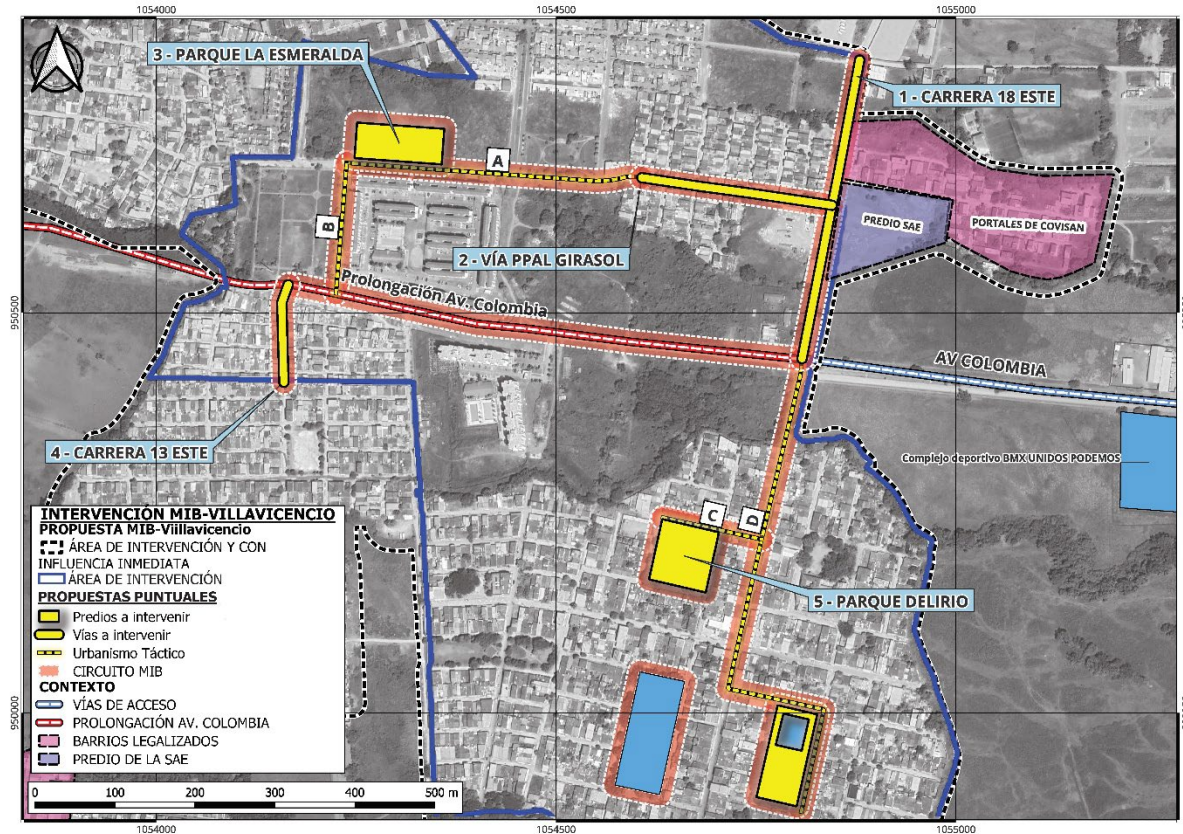 1054000
1054500
1055000
3 - PARQUE LA ESMERALDA
1 - CARRERA 18 ESTE
A
B
PREDIO SAE
PORTALES DE COVISAN
2 - VÍA PPAL GIRASOL
Prolongación Av. Colombia
950500
AV COLOMBIA
4 - CARRERA 13 ESTE
Complejo deportivo BMX UNIDOS PODEMOS
C
D
5 - PARQUE DELIRIO
INTERVENCIÓN MIB-VILLAVICENCIO
PROPUESTA MIB-Viillavicencio
ÁREA DE INTERVENCIÓN Y CON
INFLUENCIA INMEDIATA
ÁREA DE INTERVENCIÓN
PROPUESTAS PUNTUALES
Predios a intervenir
Vías a intervenir
Urbanismo Táctico
CIRCUITO MIB
CONTEXTO
VÍAS DE ACCESO
PROLONGACIÓN AV. COLOMBIA
BARRIOS LEGALIZADOS
PREDIO DE LA SAE
950000
0 100 200 300 400 500 m
1054000
1054500
1055000